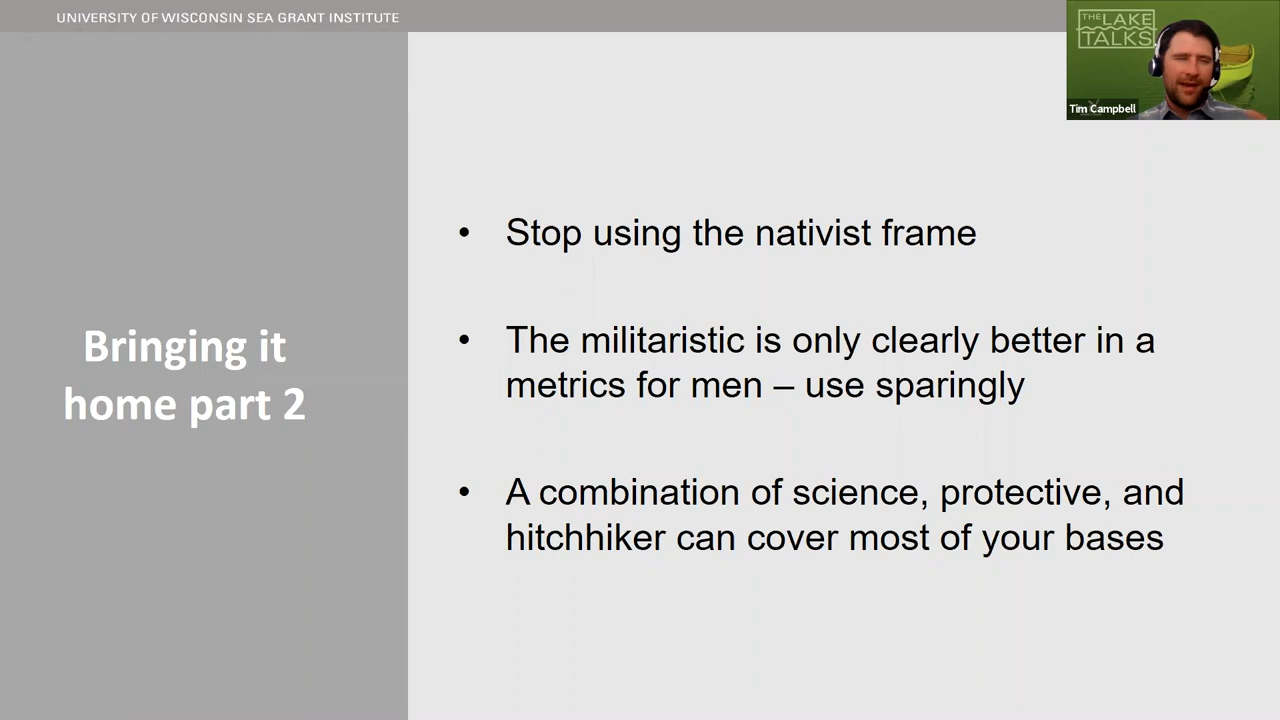 UNIVERSITY OF WISCONSIN SEA GRANT INSTITUTE
THE LAKE
TALKS
Tim Campbell
Bringing it
home part 2
• Stop using the nativist frame
• The militaristic is only clearly better in a
metrics for men – use sparingly
• A combination of science, protective, and
hitchhiker can cover most of your bases